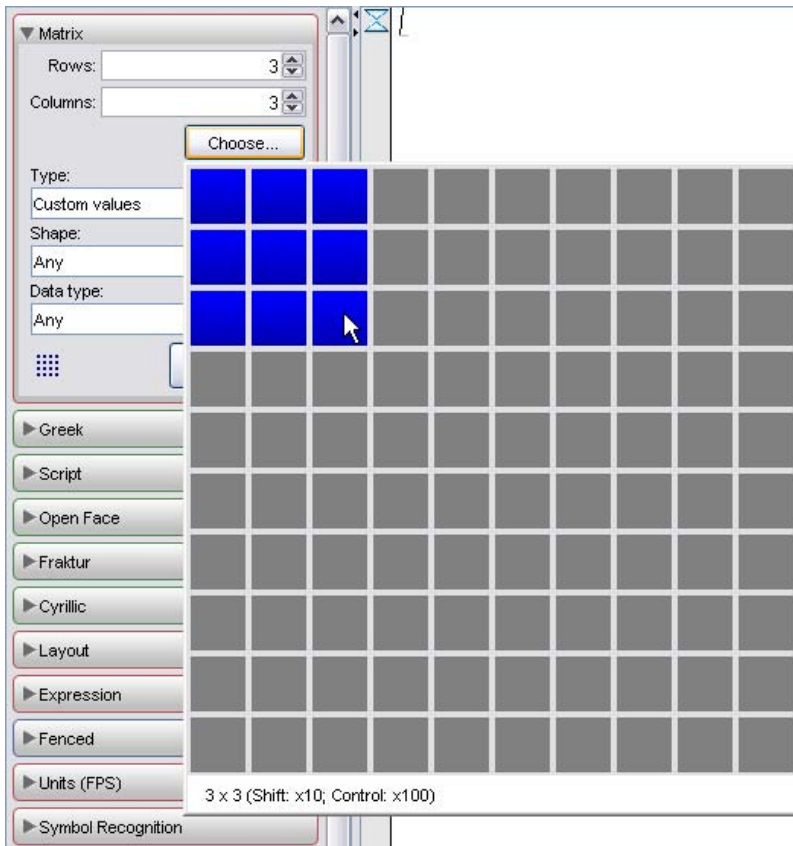 Matrix
Rows: 3
Columns: 3
Choose...
Type:
Custom values
Shape:
Any
Data type:
Any
Greek
Script
Open Face
Fraktur
Cyrillic
Layout
Expression
Fenced
Units (FPS)
3 x 3 (Shift: x10; Control: x100)
Symbol Recognition